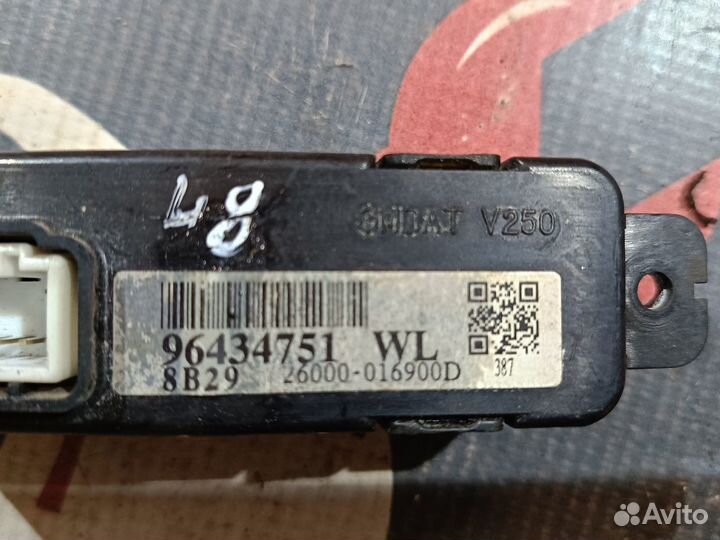 48
GMDAT V250
96434751 WL
8B29 26000-016900D
387
Avito